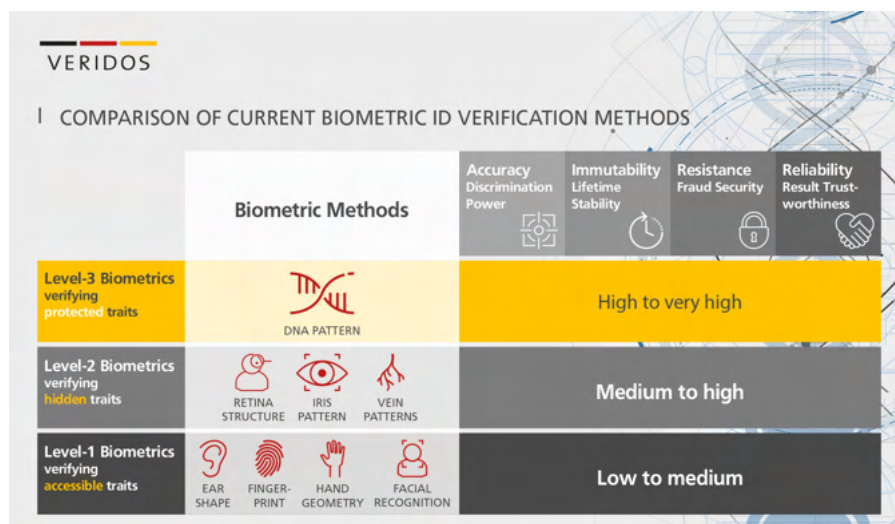 VERIDOS
COMPARISON OF CURRENT BIOMETRIC ID VERIFICATION METHODS
Biometric Methods
Accuracy
Discrimination
Power
Immutability
Lifetime
Stability
Resistance
Fraud Security
Reliability
Result Trust-
worthiness
Level-3 Biometrics
verifying
protected traits
DNA PATTERN
High to very high
Level-2 Biometrics
verifying
hidden traits
RETINA
STRUCTURE
IRIS
PATTERN
VEIN
PATTERNS
Medium to high
Level-1 Biometrics
verifying
accessible traits
EAR
SHAPE
FINGER-
PRINT
HAND
GEOMETRY
FACIAL
RECOGNITION
Low to medium